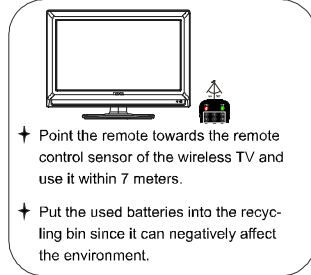 Point the remote towards the remote
control sensor of the wireless TV and
use it within 7 meters.
Put the used batteries into the recyc-
ling bin since it can negatively affect
the environment.